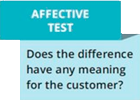 AFFECTIVE
TEST
Does the difference
have any meaning
for the customer?